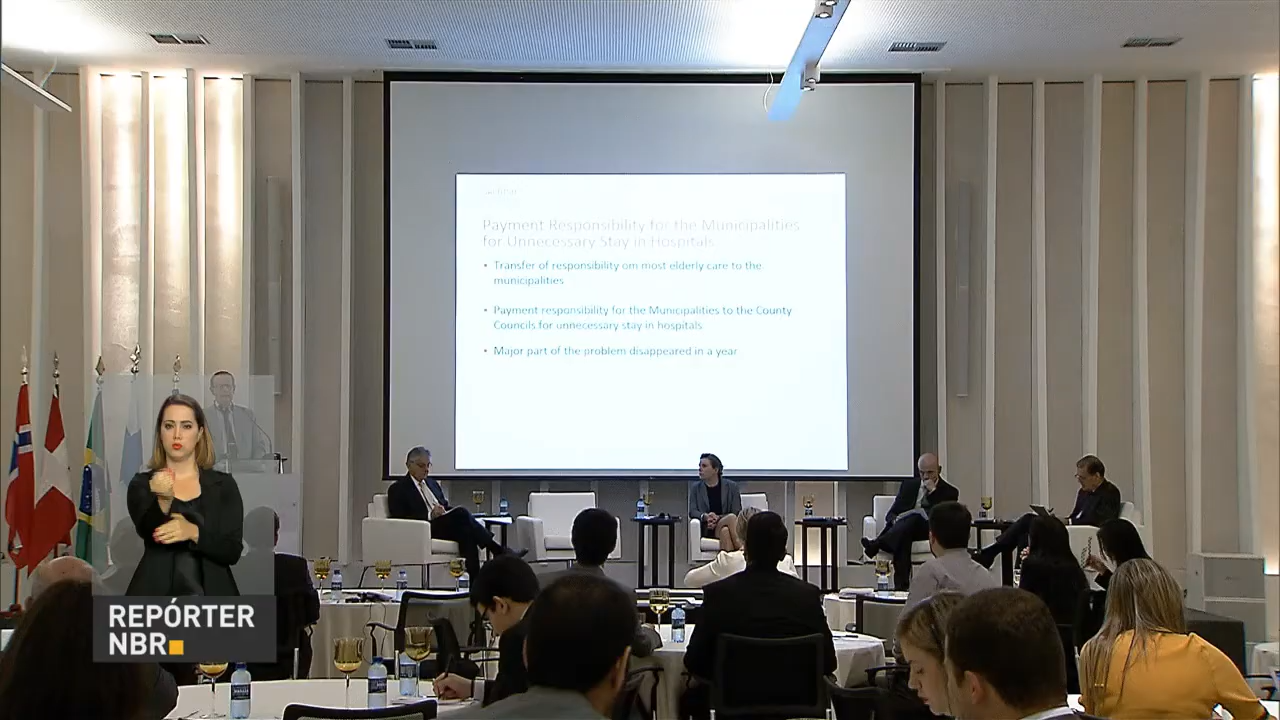 Payment Responsibility for the Municipalities
for Unnecessary Stay in Hospitals
• Transfer of responsibility om most elderly care to the
municipalities
• Payment responsibility for the Municipalities to the County
Councils for unnecessary stay in hospitals
• Major part of the problem disappeared in a year
REPÓRTER
NBR